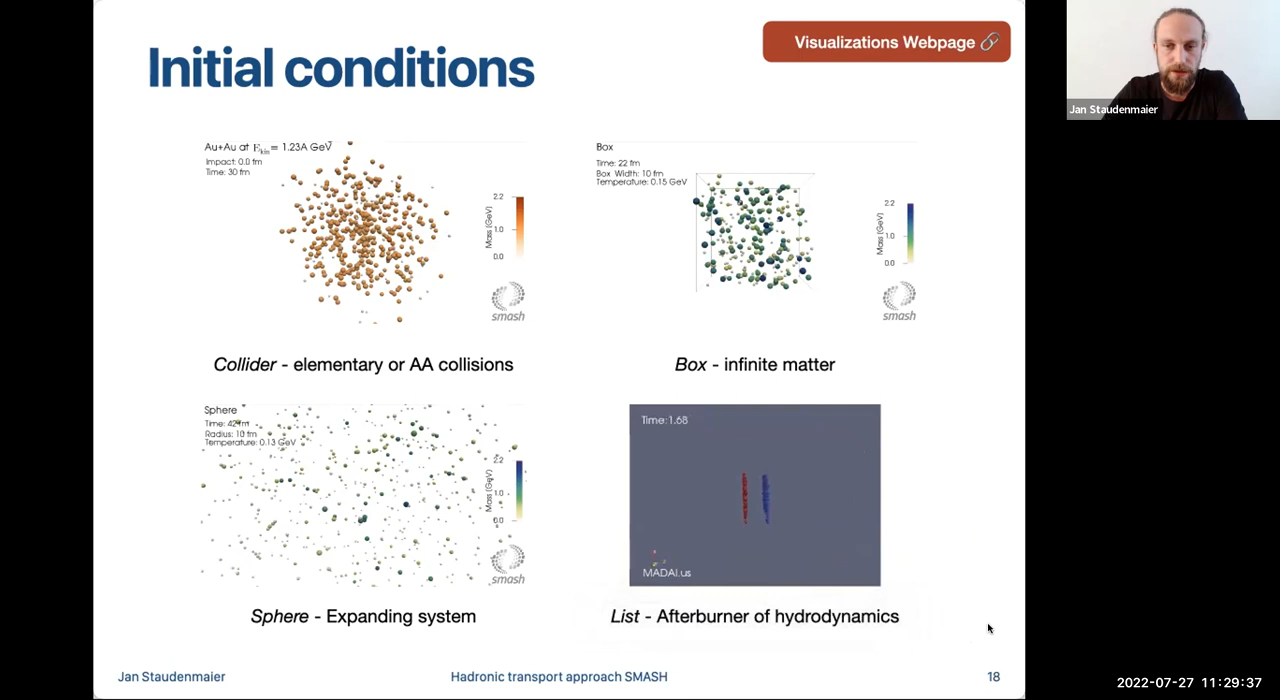 Visualizations Webpage
Initial conditions
Au+Au at E_kin = 1.23A GeV
Impact: 0.0 fm
Time: 30 fm
2.2
1.0
0.0
Mass (GeV)
smash
Collider - elementary or AA collisions
Box
Time: 22 fm
Box Width: 10 fm
Temperature: 0.15 GeV
2.2
1.0
0.0
Mass (GeV)
smash
Box - infinite matter
Sphere
Time: 42 fm
Radius: 10 fm
Temperature: 0.13 GeV
2.2
1.0
0.0
Mass (GeV)
smash
Sphere - Expanding system
Time:1.68
MADAI.us
List - Afterburner of hydrodynamics
Jan Staudenmaier
Hadronic transport approach SMASH
18
Jan Staudenmaier
2022-07-27 11:29:37